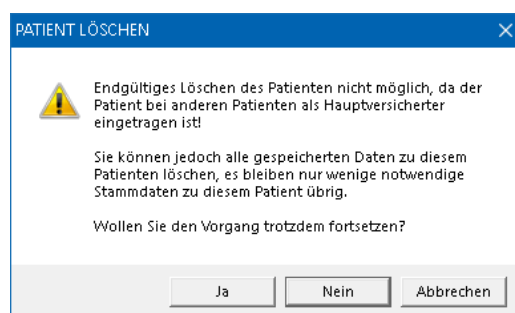 PATIENT LÖSCHEN
Endgültiges Löschen des Patienten nicht möglich, da der
Patient bei anderen Patienten als Hauptversicherter
eingetragen ist!
Sie können jedoch alle gespeicherten Daten zu diesem
Patienten löschen, es bleiben nur wenige notwendige
Stammdaten zu diesem Patient übrig.
Wollen Sie den Vorgang trotzdem fortsetzen?
Ja
Nein
Abbrechen